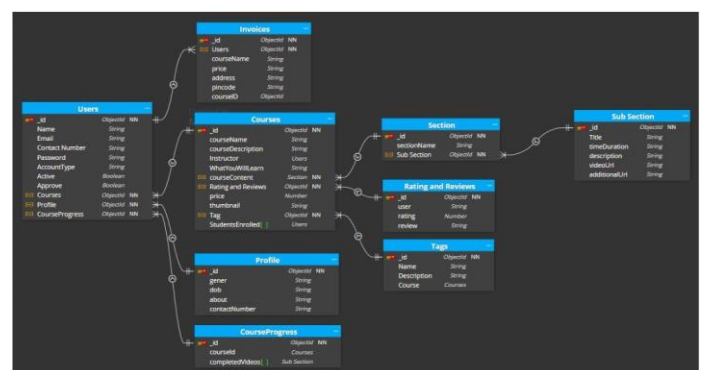 Invoices
_id ObjectId NN
Users ObjectId NN
courseName String
price String
address String
pincode String
courseID ObjectId
Users
_id ObjectId NN
Name String
Email String
Contact Number String
Password String
AccountType String
Active Boolean
Approve Boolean
Courses ObjectId NN
Profile ObjectId NN
CourseProgress ObjectId NN
Courses
_id ObjectId NN
courseName String
courseDescription String
Instructor Users
WhatYouWillLearn String
courseContent Section NN
Rating and Reviews ObjectId NN
price Number
thumbnail String
Tag ObjectId NN
StudentsEnrolled[ ] Users
Section
_id ObjectId NN
sectionName String
Sub Section ObjectId NN
Sub Section
_id ObjectId NN
Title String
timeDuration String
description String
videoUrl String
additionalUrl String
Rating and Reviews
_id ObjectId NN
user String
rating Number
review String
Tags
_id ObjectId NN
Name String
Description String
Course Courses
Profile
_id ObjectId NN
gener String
dob String
about String
contactNumber String
CourseProgress
_id ObjectId NN
courseId Courses
completedVideos[ ] Sub Section